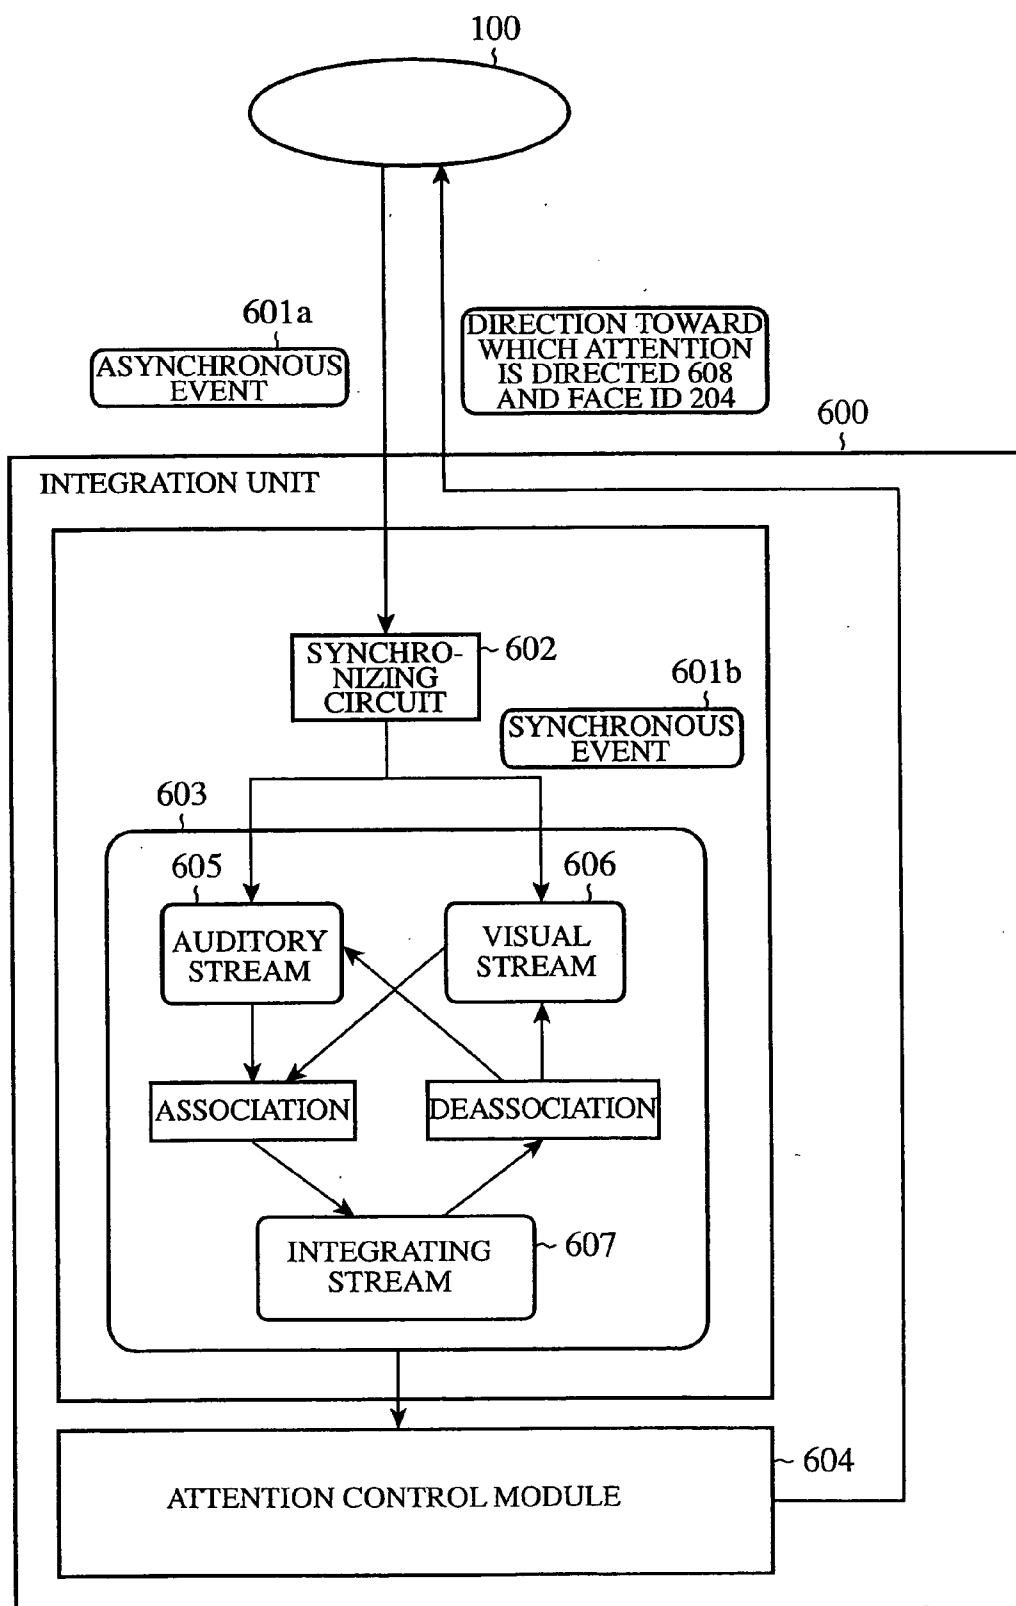 100
601a
ASYNCHRONOUS
EVENT
DIRECTION TOWARD
WHICH ATTENTION
IS DIRECTED 608
AND FACE ID 204
600
INTEGRATION UNIT
SYNCHRO-
NIZING
CIRCUIT
602
601b
SYNCHRONOUS
EVENT
603
605
606
AUDITORY
STREAM
VISUAL
STREAM
ASSOCIATION
DEASSOCIATION
INTEGRATING
STREAM
607
ATTENTION CONTROL MODULE
604